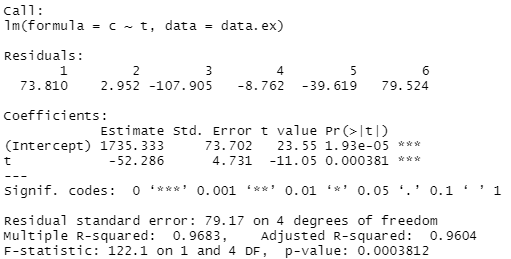 Call:
lm(formula = c ~ t, data = data.ex)
Residuals:
1 2 3 4 5 6
73.810 2.952 -107.905 -8.762 -39.619 79.524
Coefficients:
Estimate Std. Error t value Pr(>|t|)
(Intercept) 1735.333 73.702 23.55 1.93e-05 ***
t -52.286 4.731 -11.05 0.000381 ***
---
Signif. codes: 0 ‘***’ 0.001 ‘**’ 0.01 ‘*’ 0.05 ‘.’ 0.1 ‘ ’ 1
Residual standard error: 79.17 on 4 degrees of freedom
Multiple R-squared: 0.9683, Adjusted R-squared: 0.9604
F-statistic: 122.1 on 1 and 4 DF, p-value: 0.0003812